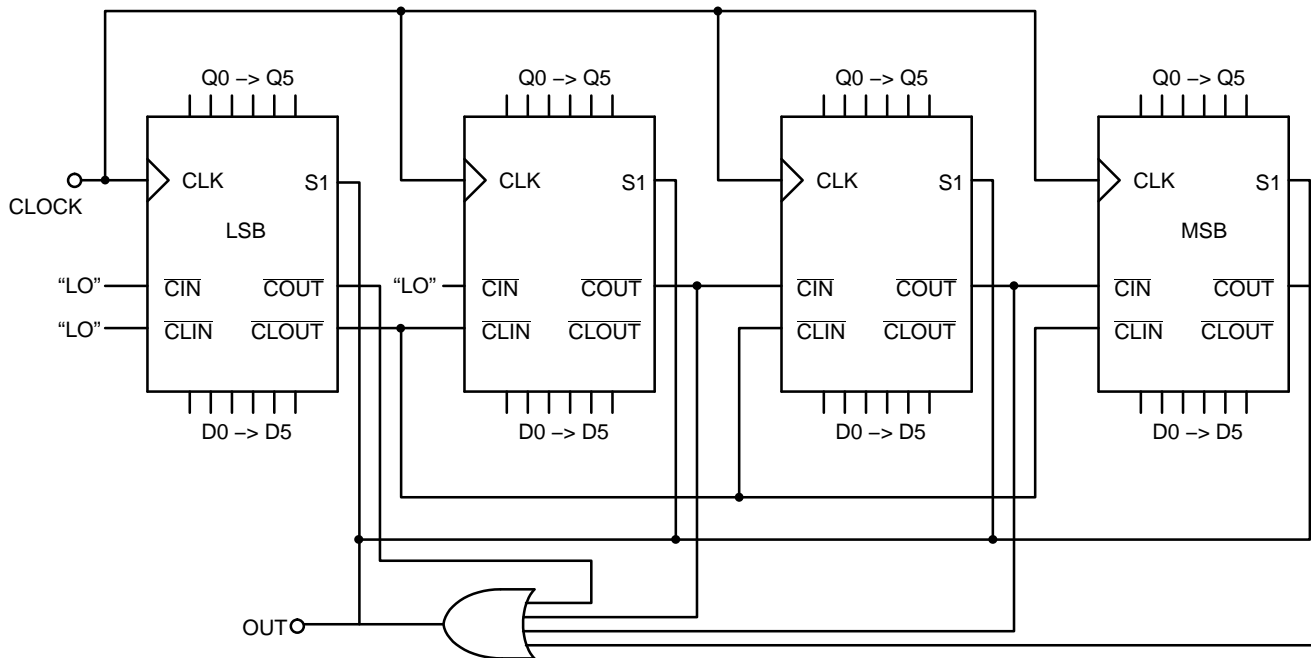 Q0 –> Q5 Q0 –> Q5 Q0 –> Q5 Q0 –> Q5
CLK S1 CLK S1 CLK S1 CLK S1
CLOCK
LSB MSB
“LO” CIN COUT “LO” CIN COUT CIN COUT CIN COUT
“LO” CLIN CLOUT CLIN CLOUT CLIN CLOUT CLIN CLOUT
D0 –> D5 D0 –> D5 D0 –> D5 D0 –> D5
OUT